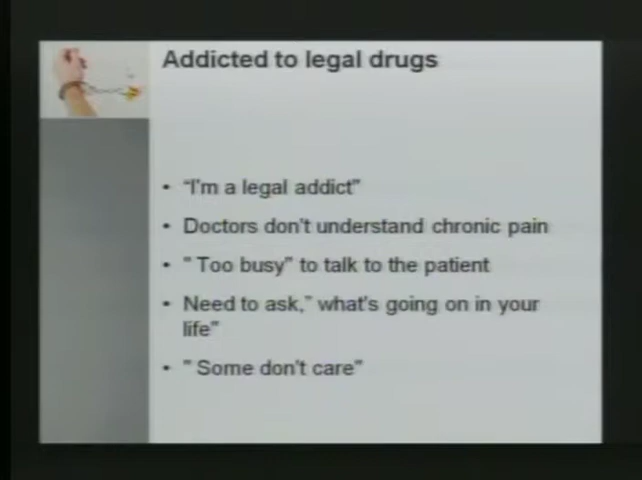 Addicted to legal drugs
• "I'm a legal addict"
• Doctors don't understand chronic pain
• " Too busy" to talk to the patient
• Need to ask," what's going on in your
life"
• " Some don't care"